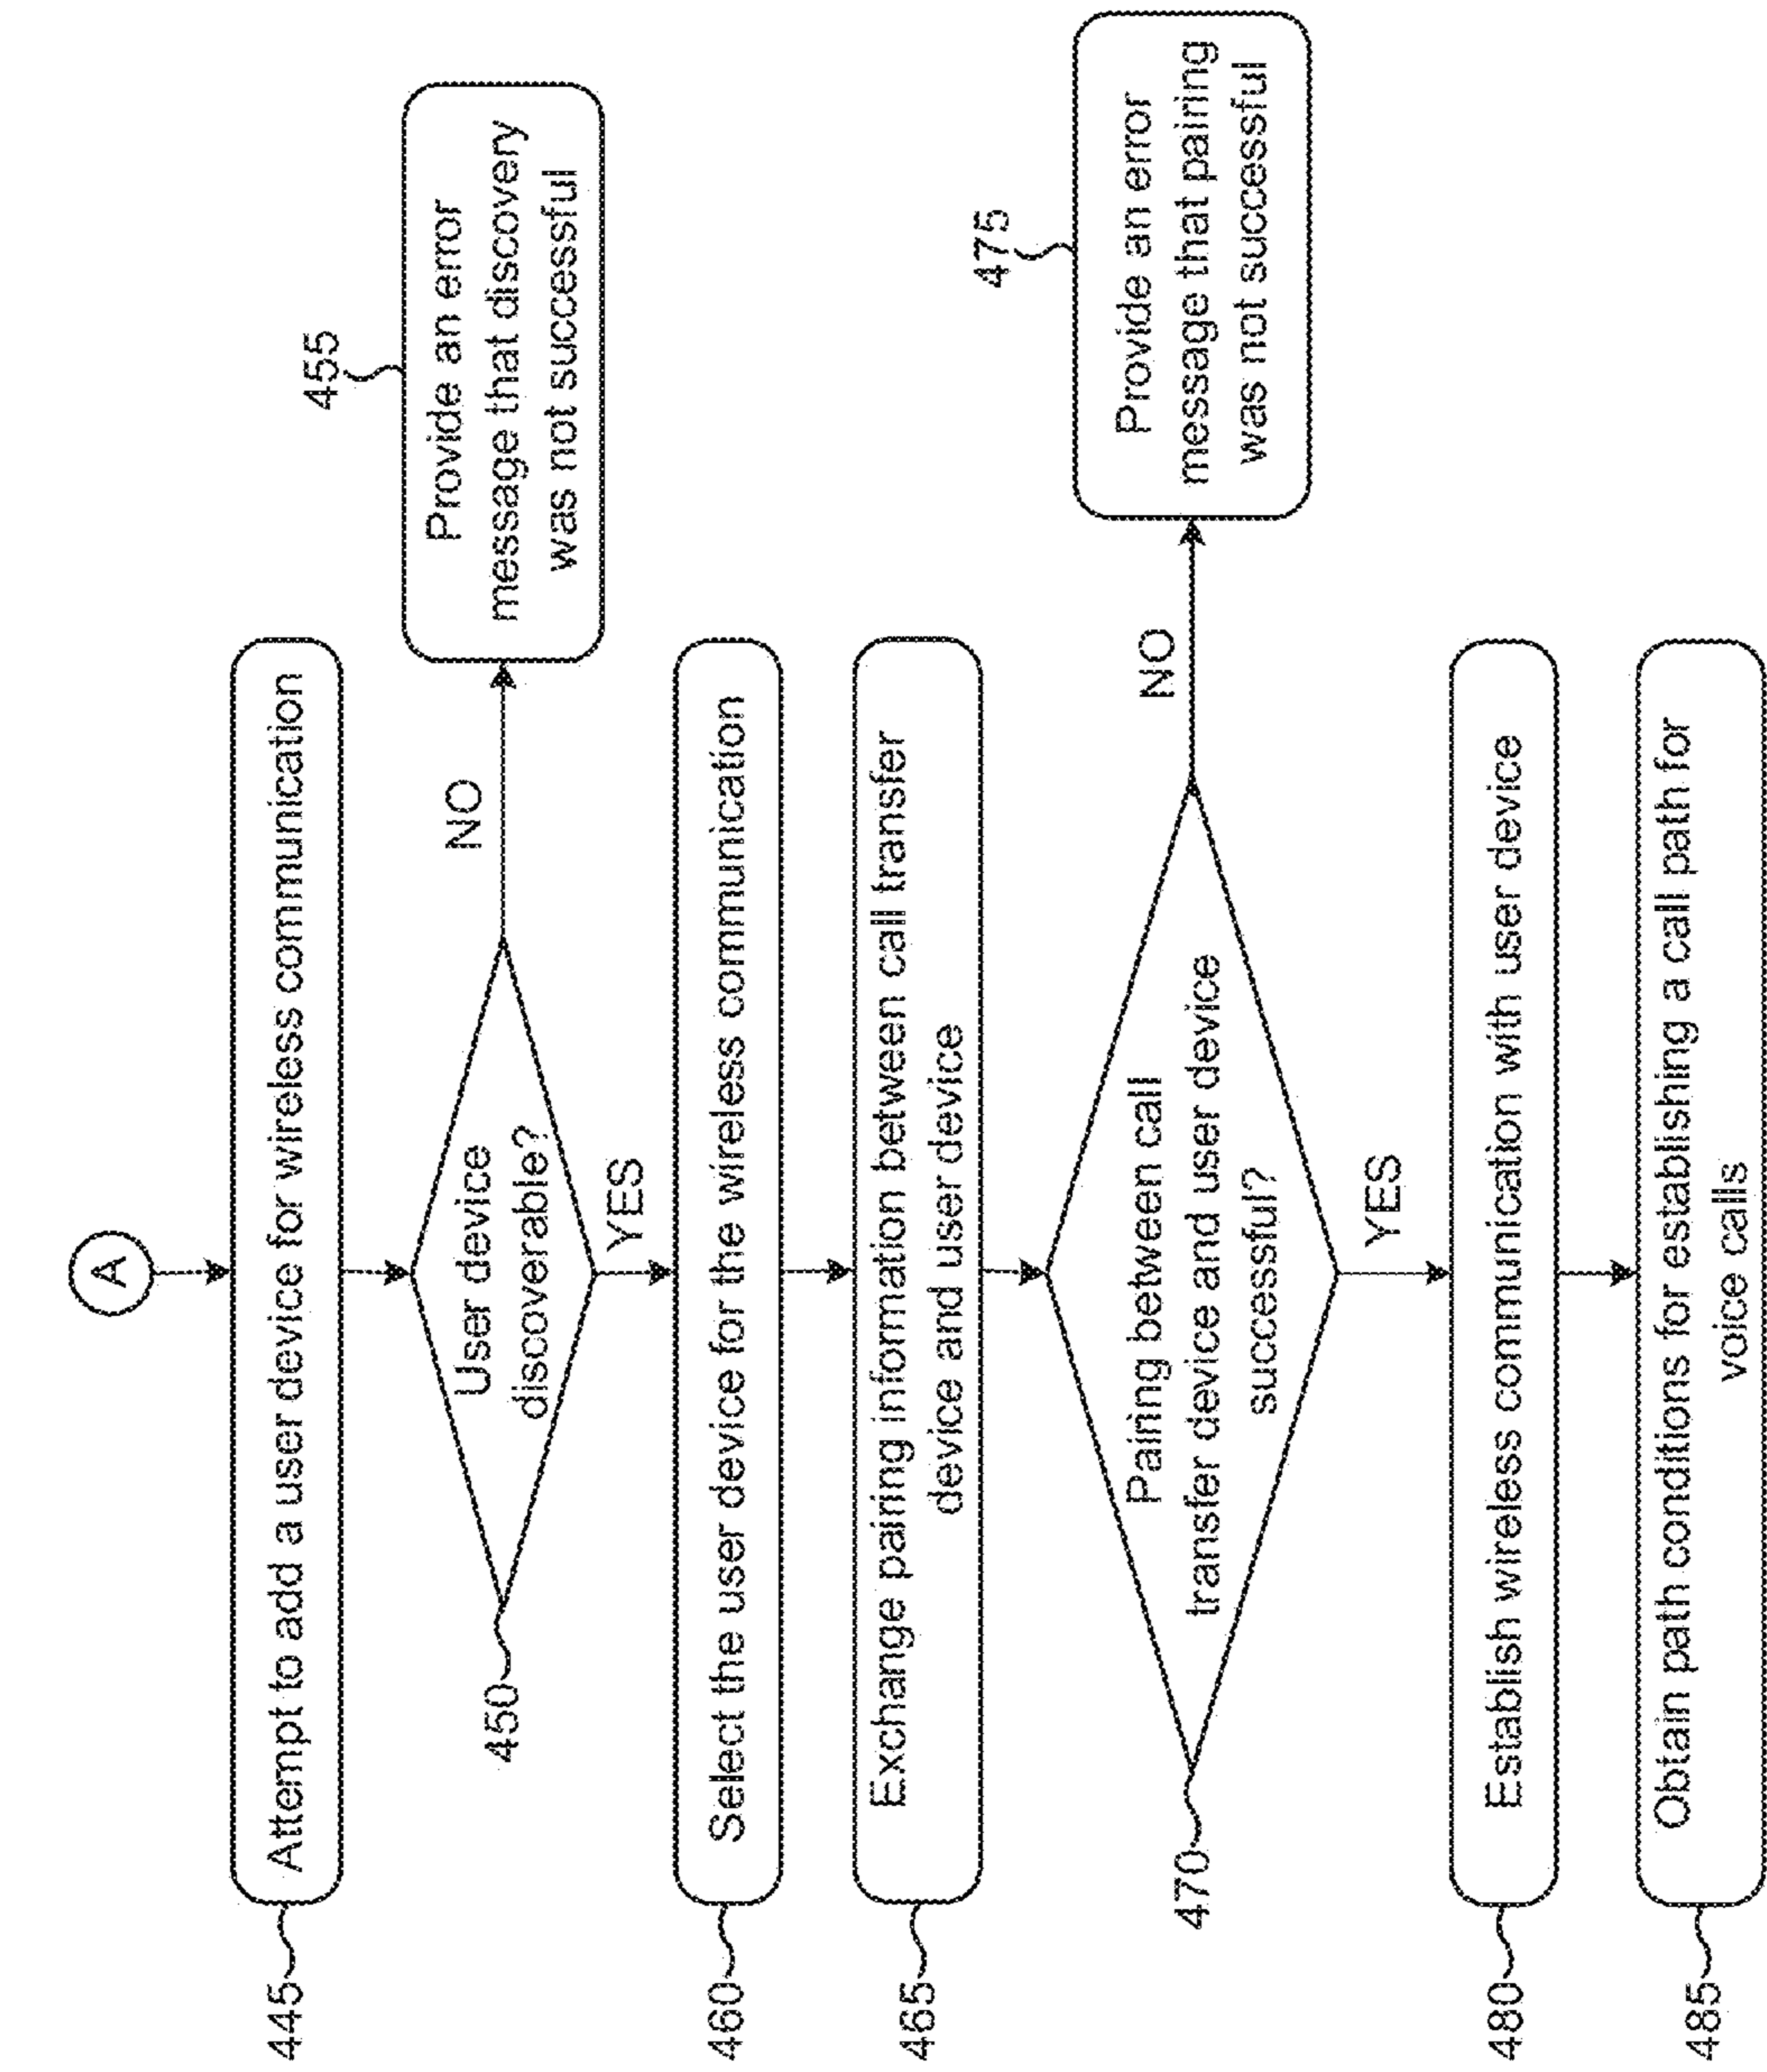 A
445
Attempt to add a user device for wireless communication
450
User device
discoverable?
NO
455
Provide an error
message that discovery
was not successful
YES
460
Select the user device for the wireless communication
465
Exchange pairing information between call transfer
device and user device
470
Pairing between call
transfer device and user device
successful?
NO
475
Provide an error
message that pairing
was not successful
YES
480
Establish wireless communication with user device
485
Obtain path conditions for establishing a call path for
voice calls